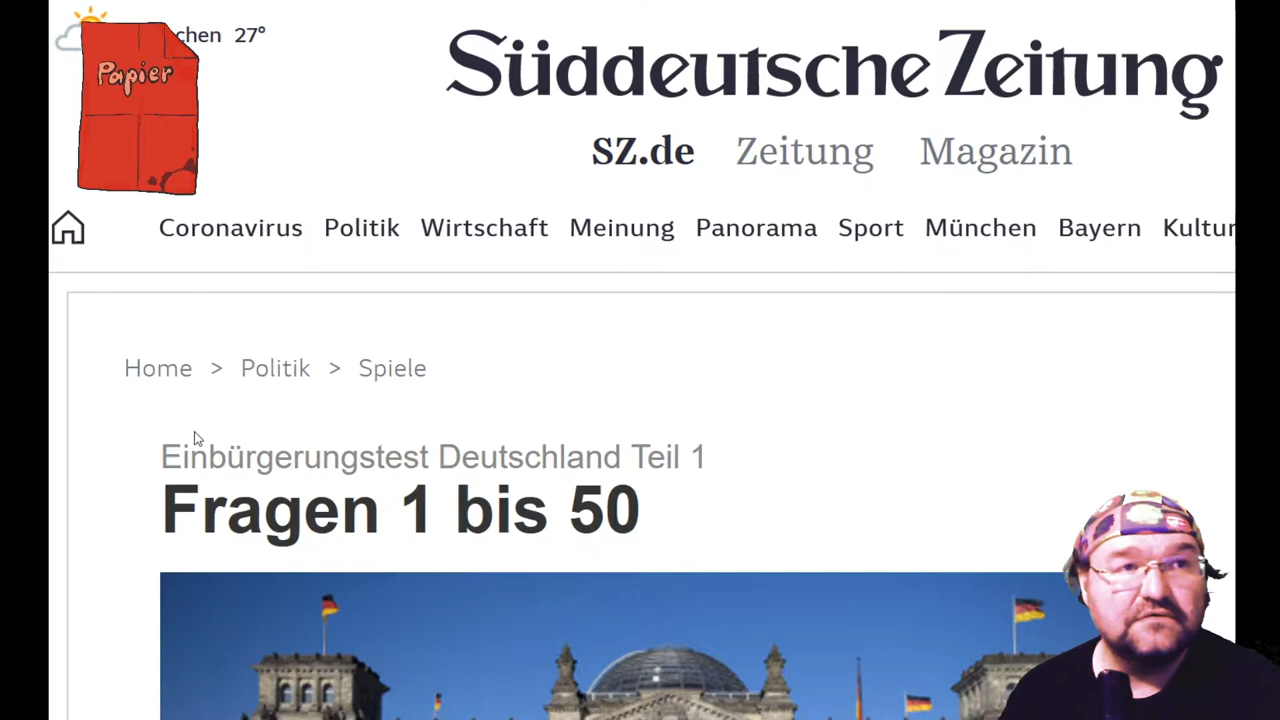 chen 27°
Papier
Süddeutsche Zeitung
SZ.de Zeitung Magazin
Coronavirus Politik Wirtschaft Meinung Panorama Sport München Bayern Kultur
Home > Politik > Spiele
Einbürgerungstest Deutschland Teil 1
Fragen 1 bis 50